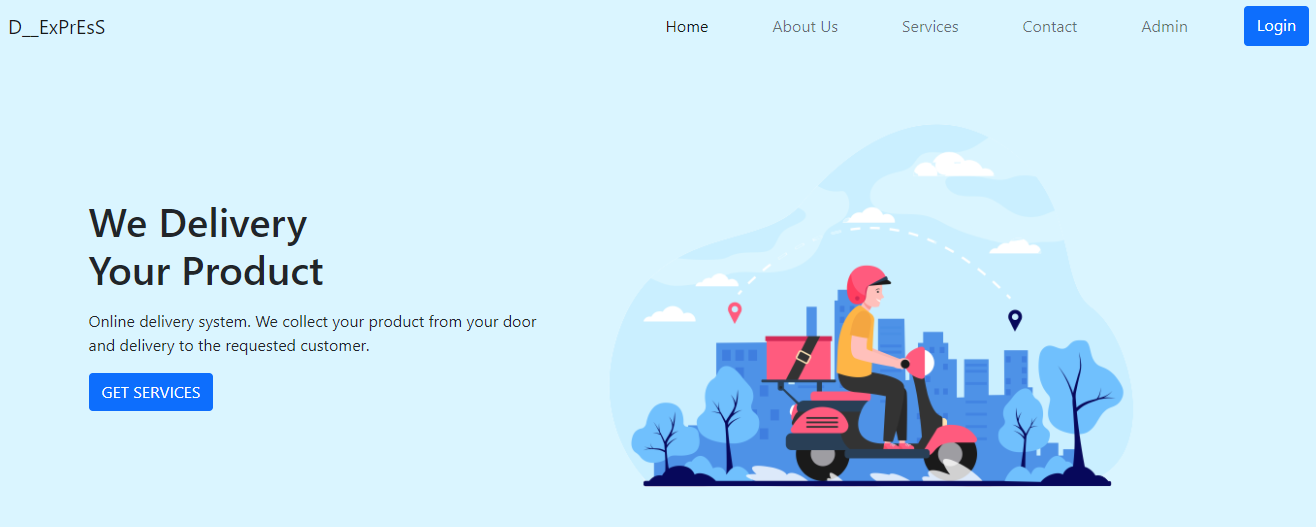 D__ExPrEsS
Home
About Us
Services
Contact
Admin
Login
We Delivery
Your Product
Online delivery system. We collect your product from your door
and delivery to the requested customer.
GET SERVICES